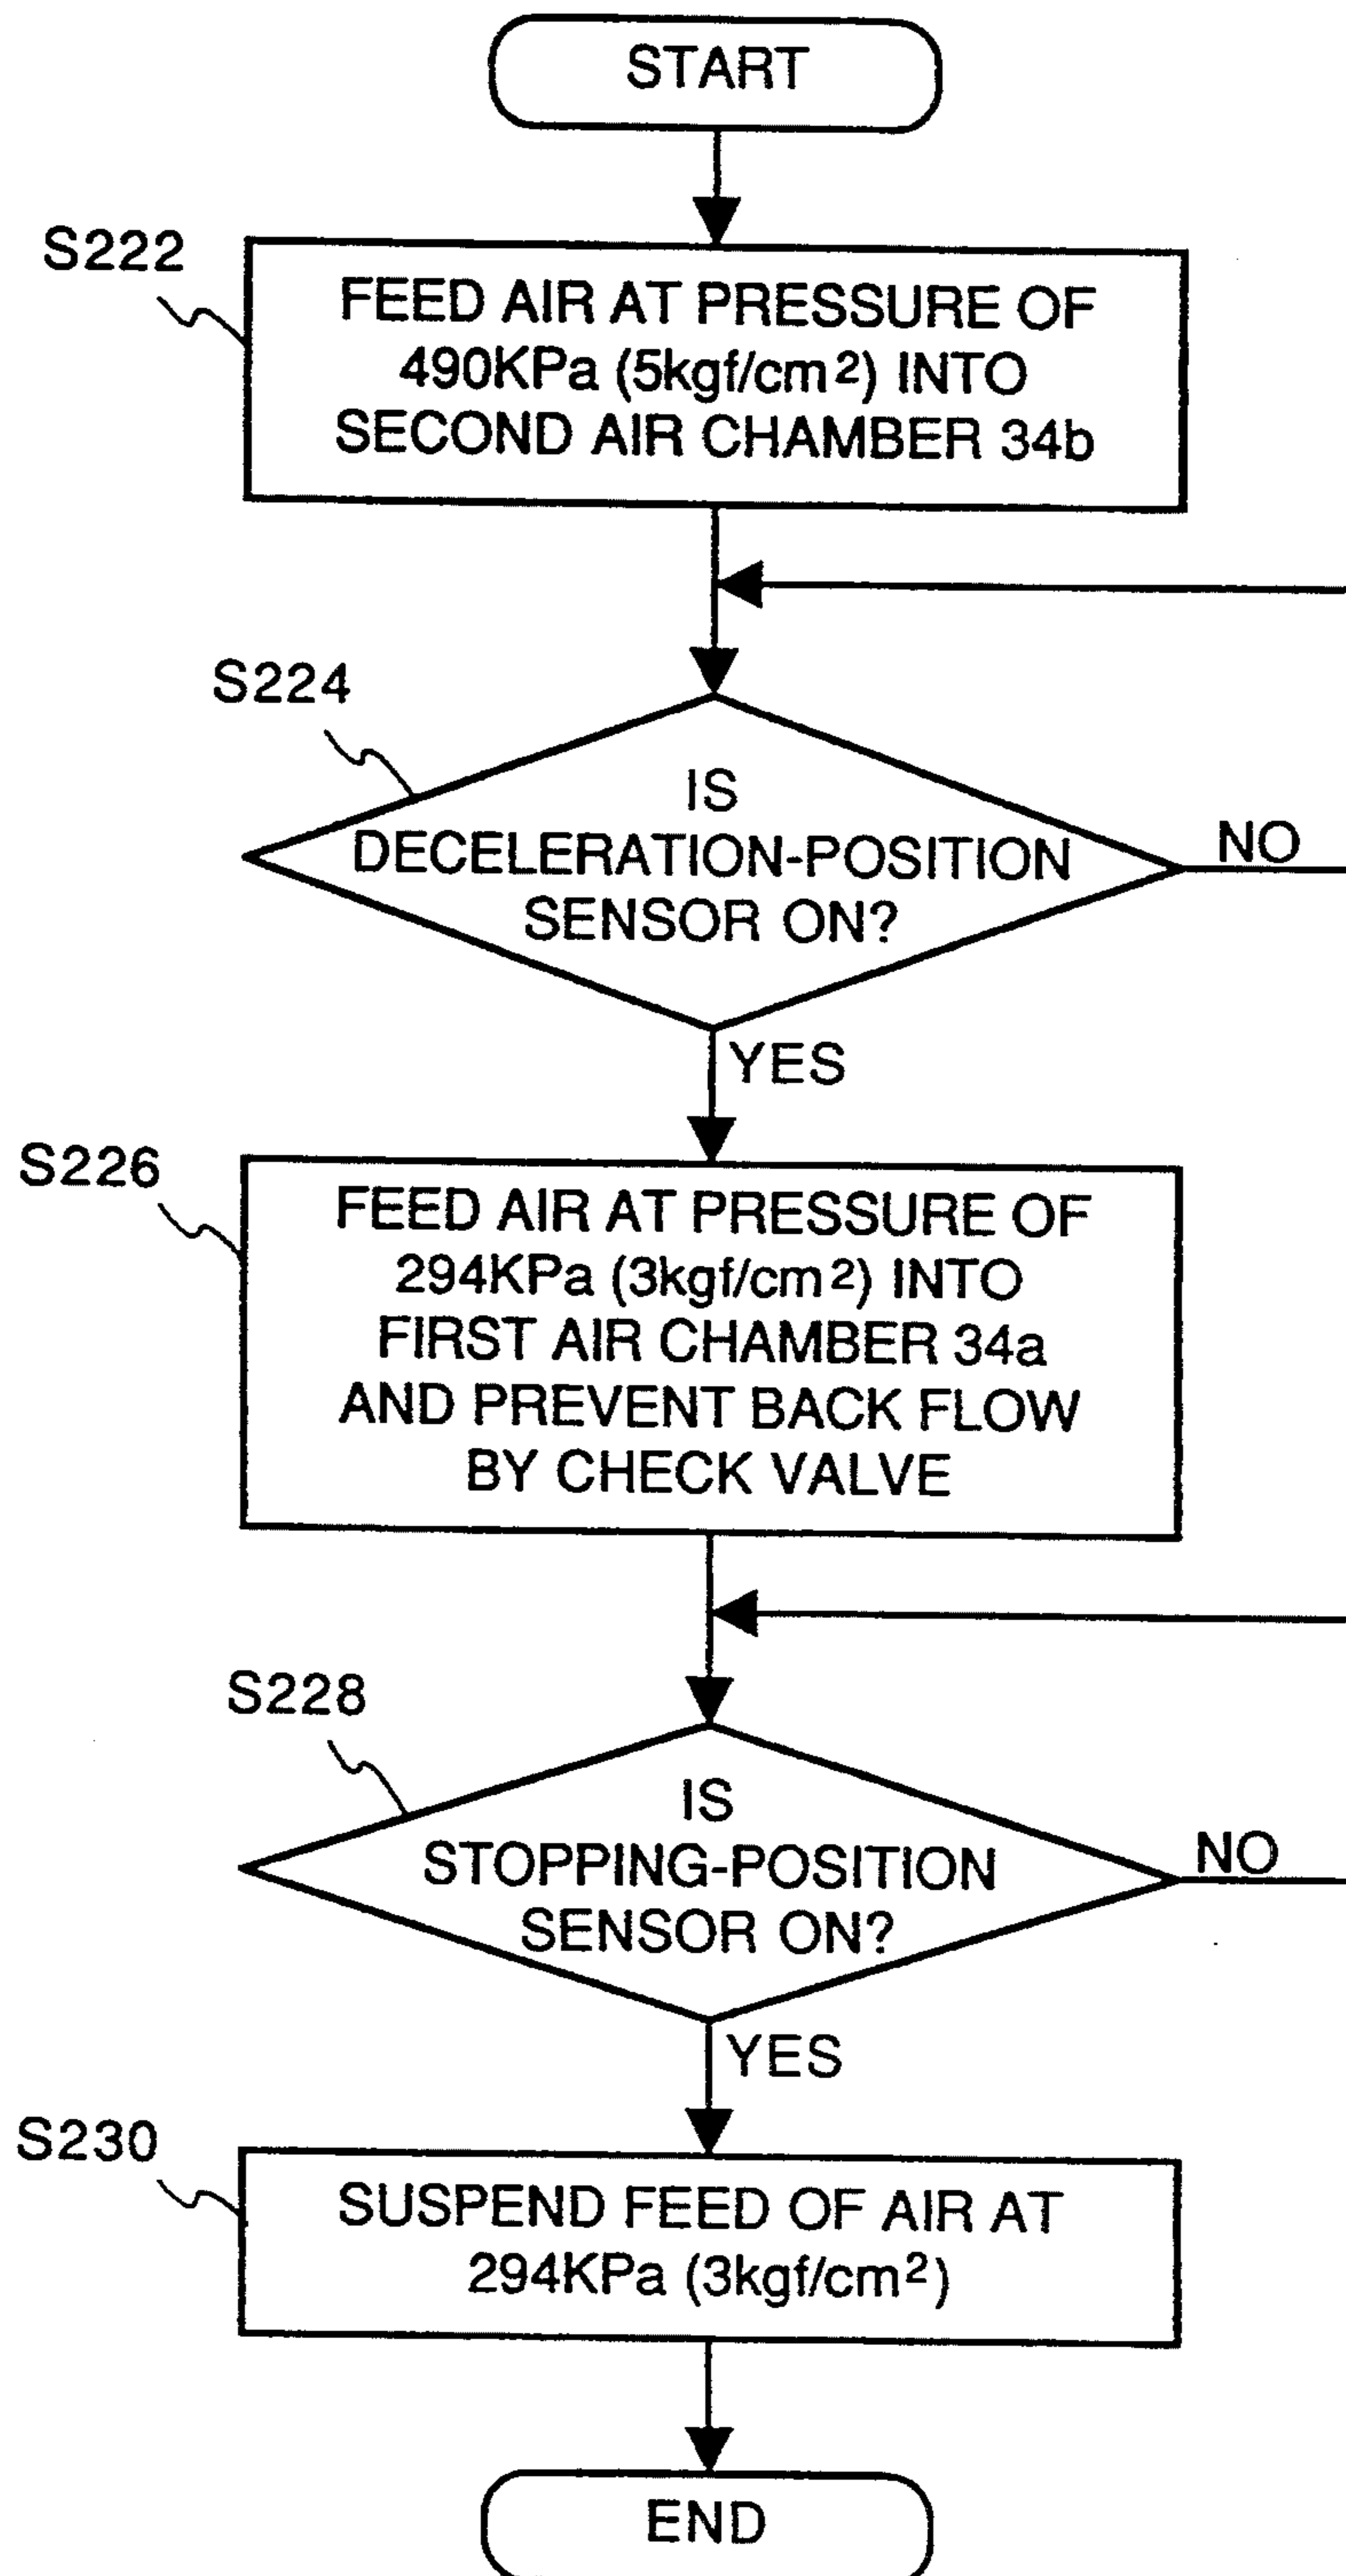 START
S222
FEED AIR AT PRESSURE OF
490KPa (5kgf/cm²) INTO
SECOND AIR CHAMBER 34b
S224
IS
DECELERATION-POSITION
SENSOR ON?
NO
YES
S226
FEED AIR AT PRESSURE OF
294KPa (3kgf/cm²) INTO
FIRST AIR CHAMBER 34a
AND PREVENT BACK FLOW
BY CHECK VALVE
S228
IS
STOPPING-POSITION
SENSOR ON?
NO
YES
S230
SUSPEND FEED OF AIR AT
294KPa (3kgf/cm²)
END